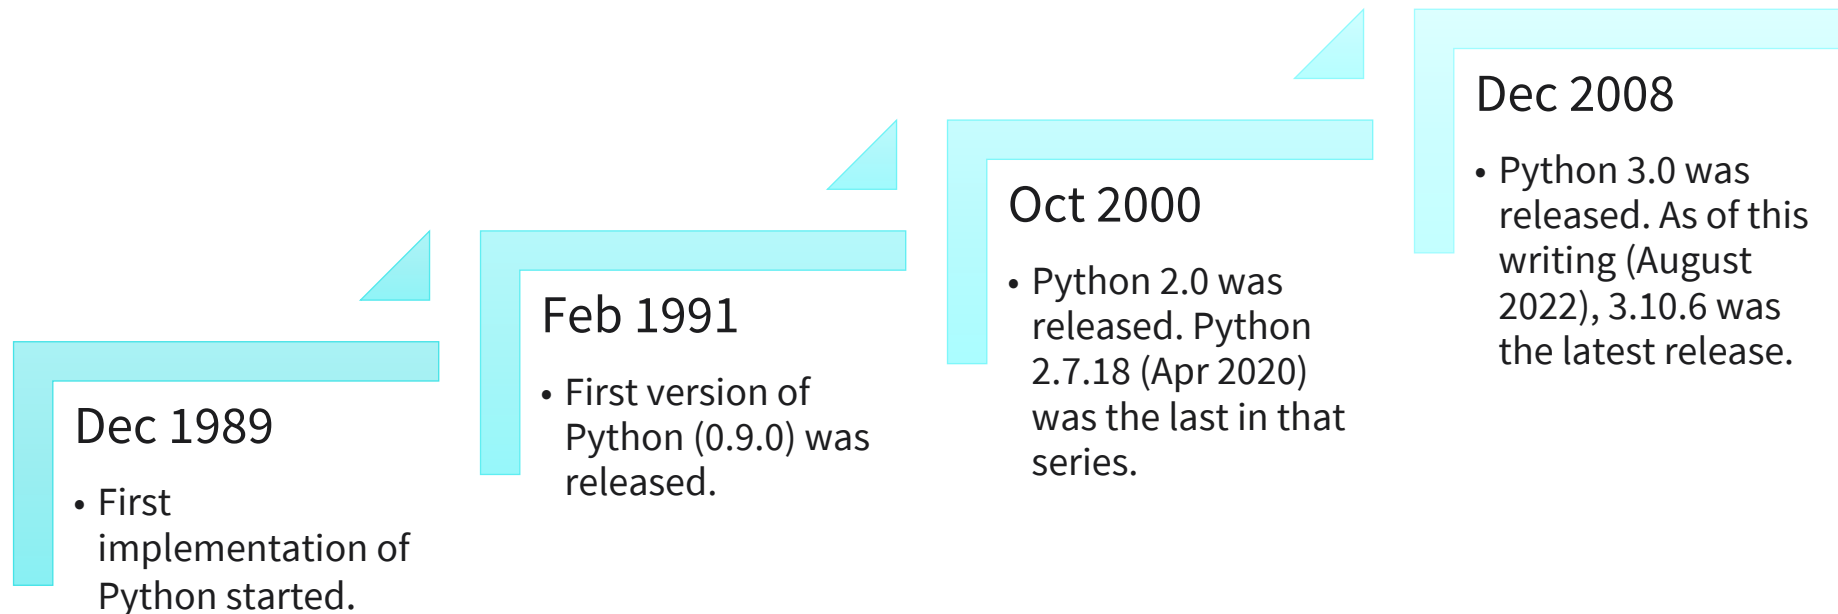 Dec 1989
• First
implementation of
Python started.
Feb 1991
• First version of
Python (0.9.0) was
released.
Oct 2000
• Python 2.0 was
released. Python
2.7.18 (Apr 2020)
was the last in that
series.
Dec 2008
• Python 3.0 was
released. As of this
writing (August
2022), 3.10.6 was
the latest release.